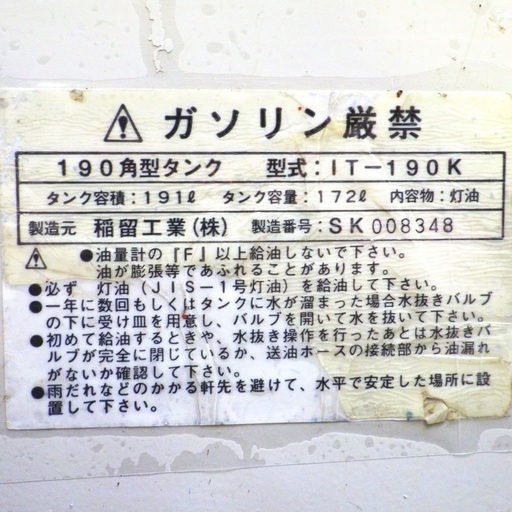 ガソリン厳禁
190角型タンク 型式:IT-190K
タンク容積:191ℓ タンク容量:172ℓ 内容物:灯油
製造元 稲留工業(株) 製造番号:SK 008348
●油量計の『F』以上給油しないで下さい。
油が膨張等であふれることがあります。
●必ず 灯油(JIS-1号灯油)を給油して下さい。
●一年に数回もしくはタンクに水が溜まった場合水抜きバルブ
の下に受け皿を用意し、バルブを開いて水を抜いて下さい。
●初めて給油するときや、水抜き操作を行ったあとは水抜きバ
ルブが完全に閉じているか、送油ホースの接続部から油漏れ
がないか確認して下さい。
●雨だれなどのかかる軒先を避けて、水平で安定した場所に設
置して下さい。